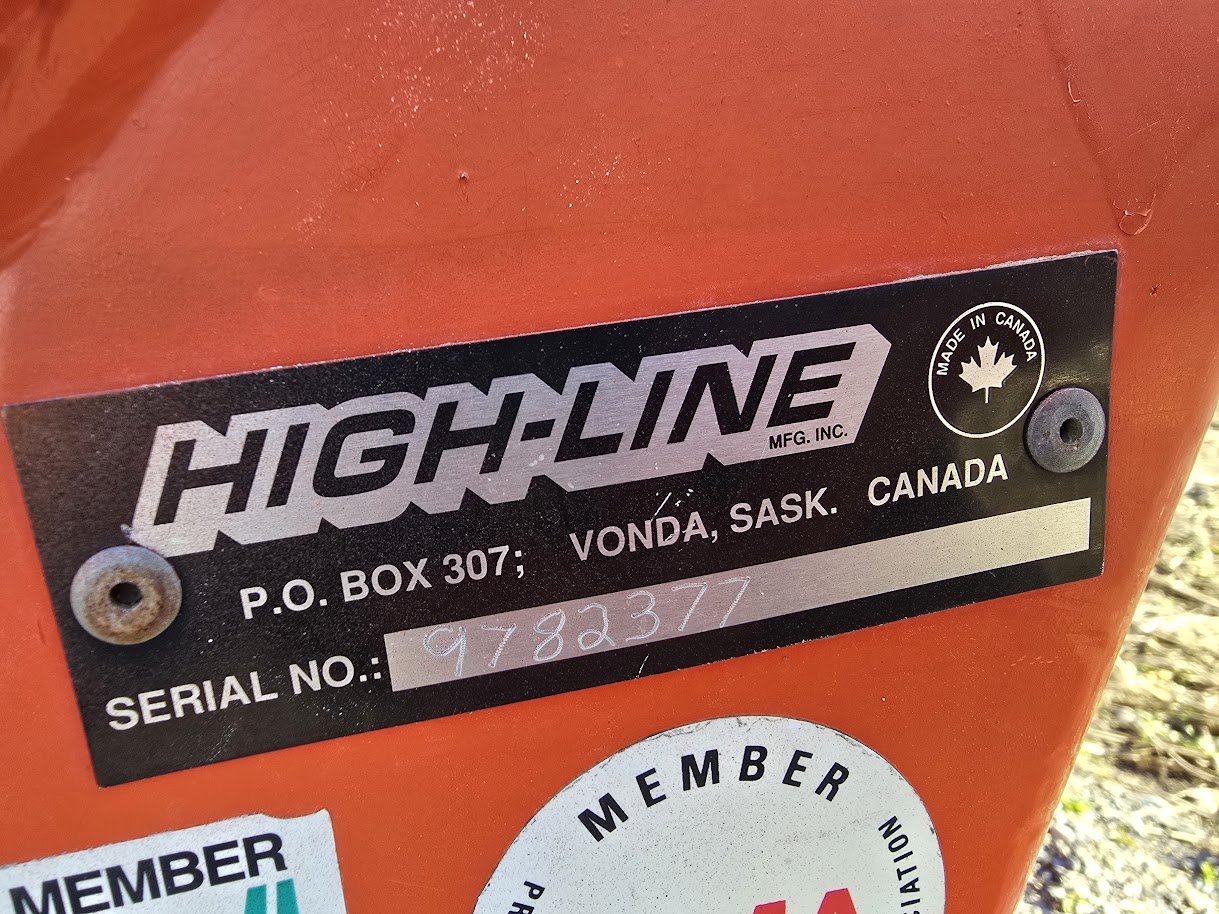 MADE IN CANADA
HIGH-LINE
MFG. INC.
P.O. BOX 307; VONDA, SASK. CANADA
SERIAL NO.: 9782377
MEMBER
MEMBER